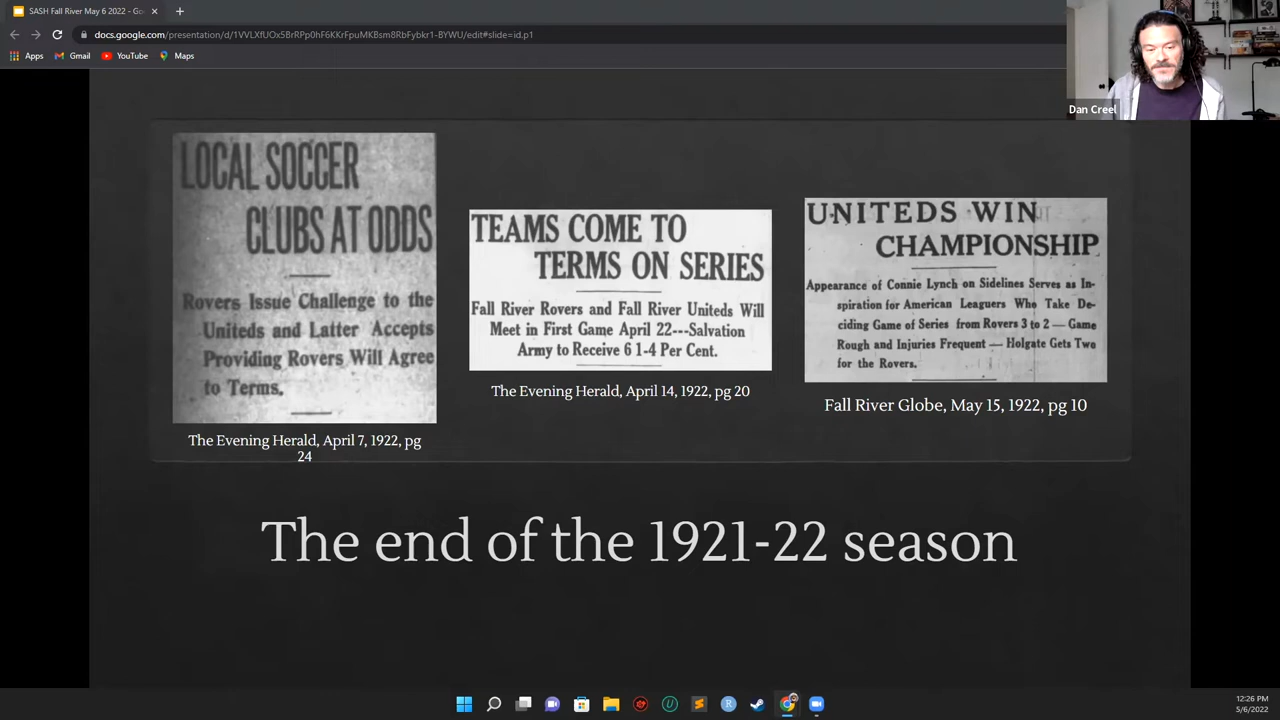 SASH Fall River May 6 2022 - Go
docs.google.com/presentation/d/1VVLXfUOx5BrRPp0hF6KKrFpuMKBsm8RbFybkr1-BYWU/edit#slide=id.p1
Apps Gmail YouTube Maps
Dan Creel
LOCAL SOCCER
CLUBS AT ODDS
Rovers Issue Challenge to the
Uniteds and Latter Accepts
Providing Rovers Will Agree
to Terms.
The Evening Herald, April 7, 1922, pg
24
TEAMS COME TO
TERMS ON SERIES
Fall River Rovers and Fall River Uniteds Will
Meet in First Game April 22---Salvation
Army to Receive 6 1-4 Per Cent.
The Evening Herald, April 14, 1922, pg 20
UNITEDS WIN
CHAMPIONSHIP
Appearance of Connie Lynch on Sidelines Serves as In-
spiration for American Leaguers Who Take De-
ciding Game of Series from Rovers 3 to 2 — Game
Rough and Injuries Frequent — Holgate Gets Two
for the Rovers.
Fall River Globe, May 15, 1922, pg 10
The end of the 1921-22 season
12:26 PM
5/6/2022